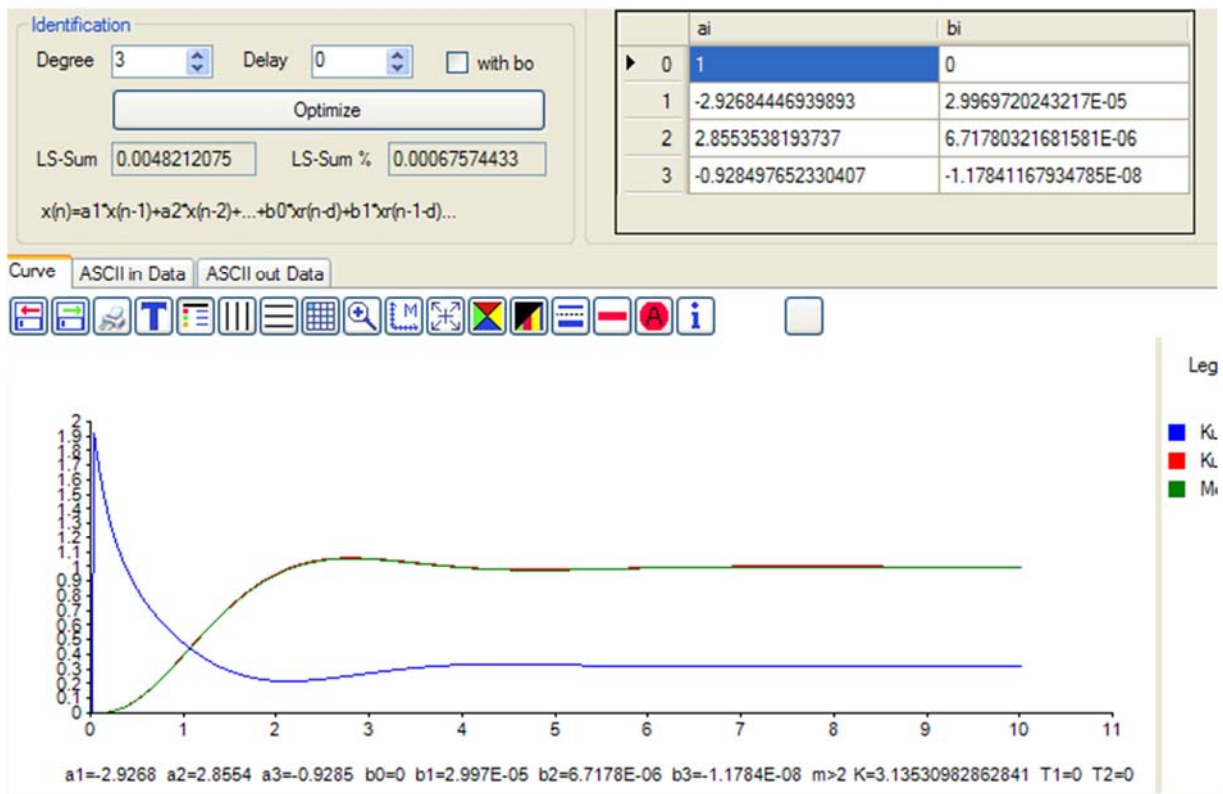 Identification
Degree 3 Delay 0 with bo
Optimize
LS-Sum 0.0048212075 LS-Sum % 0.00067574433
x(n)=a1*x(n-1)+a2*x(n-2)+...+b0*xr(n-d)+b1*xr(n-1-d)...
ai bi
0 1 0
1 -2.92684446939893 2.9969720243217E-05
2 2.8553538193737 6.71780321681581E-06
3 -0.928497652330407 -1.17841167934785E-08
Curve ASCII in Data ASCII out Data
T M A i
Leg
2
1.9
1.8
1.7
1.6
1.5
1.4
1.3
1.2
1.1
1
0.9
0.8
0.7
0.6
0.5
0.4
0.3
0.2
0.1
0
0 1 2 3 4 5 6 7 8 9 10 11
a1=-2.9268 a2=2.8554 a3=-0.9285 b0=0 b1=2.997E-05 b2=6.7178E-06 b3=-1.1784E-08 m>2 K=3.13530982862841 T1=0 T2=0